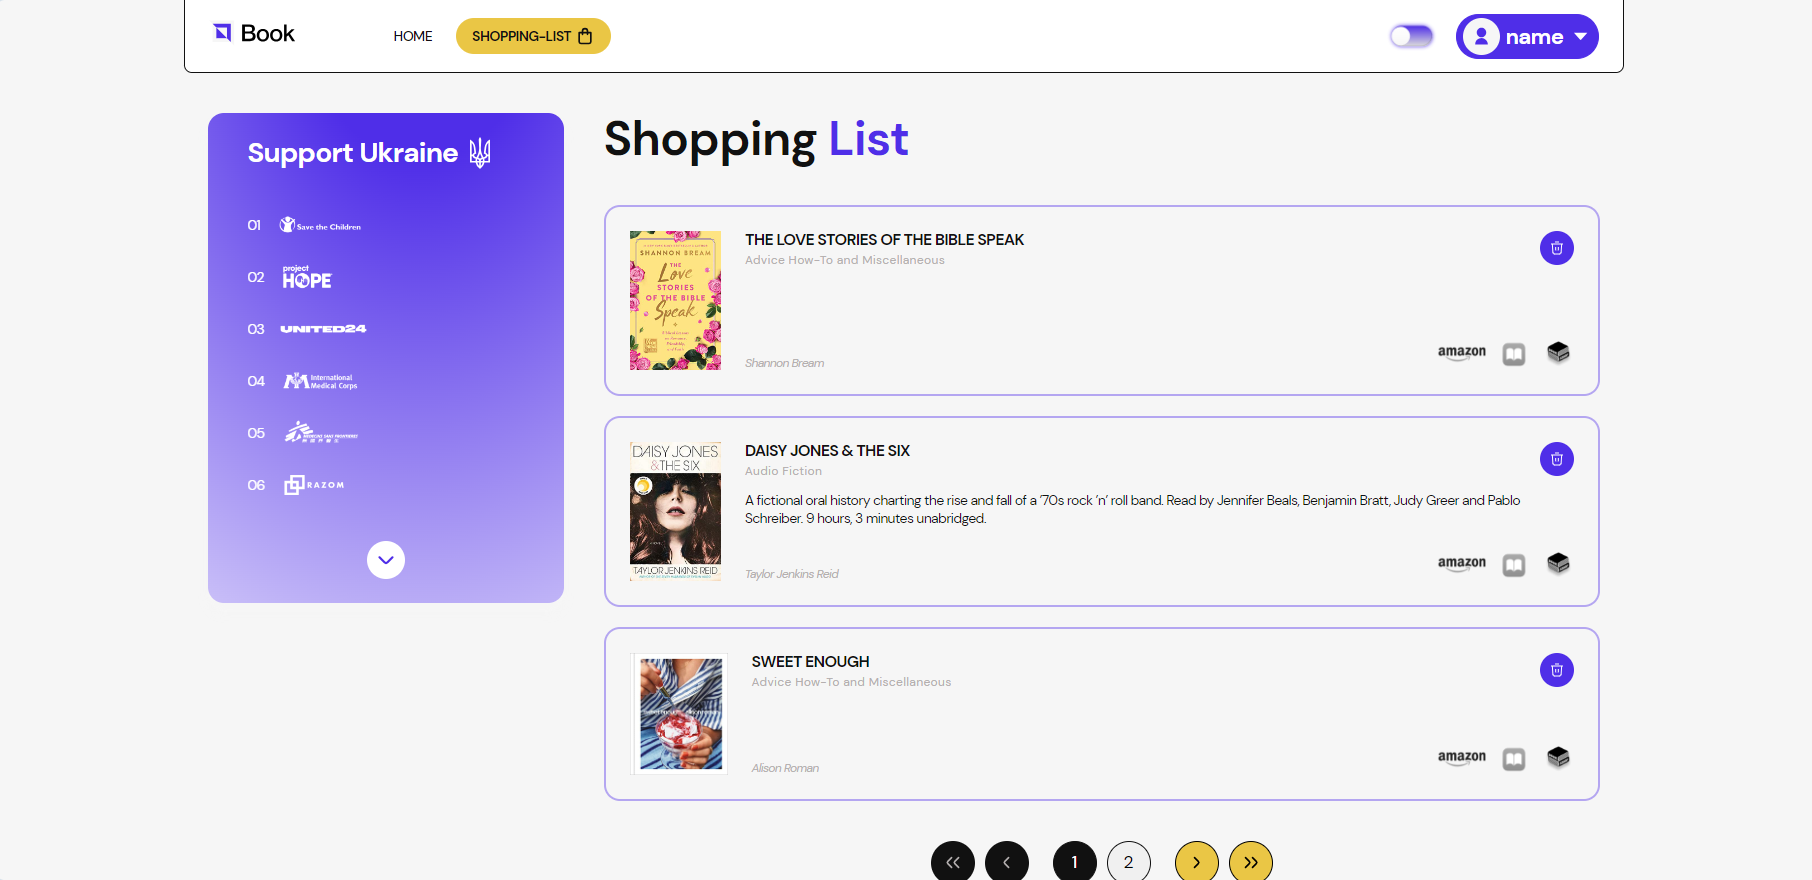 Book
HOME
SHOPPING-LIST
name
Support Ukraine
01 Save the Children
02 project HOPE
03 UNITED24
04 International Medical Corps
05 MEDECINS SANS FRONTIERES
06 RAZOM
Shopping List
SHANNON BREAM
THE
Love
STORIES
OF THE BIBLE
Speak
THE LOVE STORIES OF THE BIBLE SPEAK
Advice How-To and Miscellaneous
Shannon Bream
amazon
DAISY JONES
& THE SIX
TAYLOR JENKINS REID
DAISY JONES & THE SIX
Audio Fiction
A fictional oral history charting the rise and fall of a ’70s rock ’n’ roll band. Read by Jennifer Beals, Benjamin Bratt, Judy Greer and Pablo
Schreiber. 9 hours, 3 minutes unabridged.
Taylor Jenkins Reid
amazon
SWEET ENOUGH
Advice How-To and Miscellaneous
Alison Roman
amazon
1
2